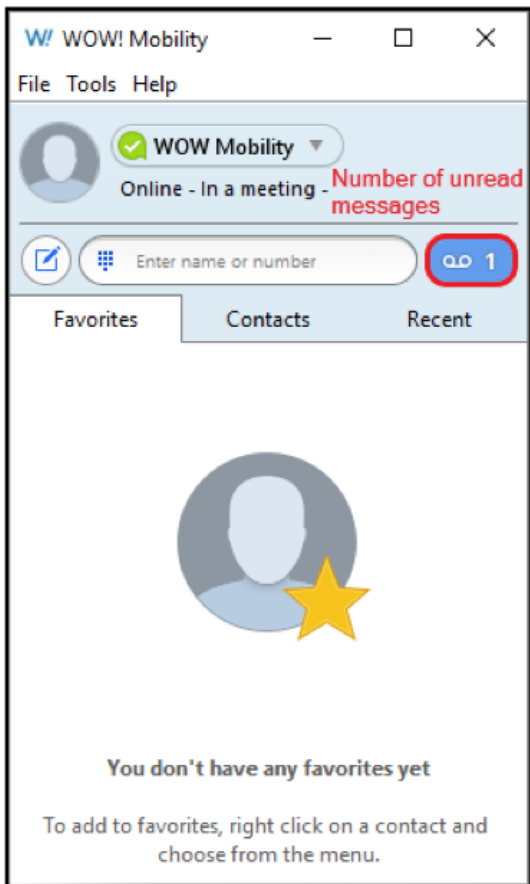 W! WOW! Mobility
File Tools Help
WOW Mobility
Online - In a meeting -
Number of unread
messages
Enter name or number
1
Favorites Contacts Recent
You don't have any favorites yet
To add to favorites, right click on a contact and
choose from the menu.